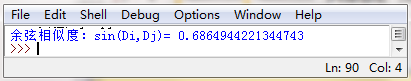 File Edit Shell Debug Options Window Help
余弦相似度：sin(Di,Dj)= 0.6864944221344743
>>>
Ln: 90 Col: 4